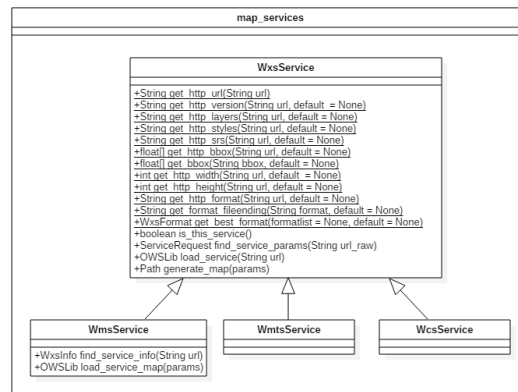 map_services
WxsService
+String get_http_url(String url)
+String get_http_version(String url, default = None)
+String get_http_layers(String url, default = None)
+String get_http_styles(String url, default = None)
+String get_http_srs(String url, default = None)
+float[] get_http_bbox(String url, default = None)
+float[] get_bbox(String bbox, default = None)
+int get_http_width(String url, default = None)
+int get_http_height(String url, default = None)
+String get_http_format(String url, default = None)
+String get_format_fileending(String format, default = None)
+WxsFormat get_best_format(formatlist = None, default = None)
+boolean is_this_service()
+ServiceRequest find_service_params(String url_raw)
+OWSLib load_service(String url)
+Path generate_map(params)
WmsService
+WxsInfo find_service_info(String url)
+OWSLib load_service_map(params)
WmtsService
WcsService